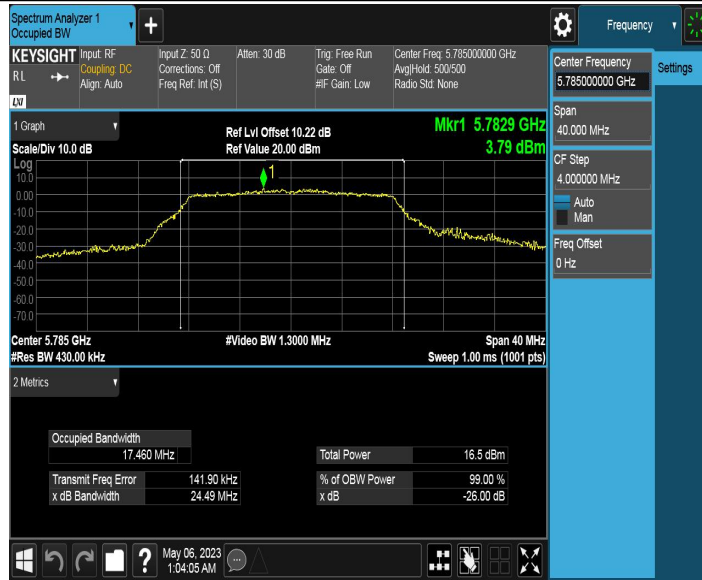 Spectrum Analyzer 1
Occupied BW
Frequency
KEYSIGHT
RL
LXI
Input: RF
Coupling: DC
Align: Auto
Input Z: 50 Ω
Corrections: Off
Freq Ref: Int (S)
Atten: 30 dB
Trig: Free Run
Gate: Off
#IF Gain: Low
Center Freq: 5.785000000 GHz
Avg|Hold: 500/500
Radio Std: None
Center Frequency
5.785000000 GHz
Settings
Span
40.000 MHz
CF Step
4.000000 MHz
Auto
Man
Freq Offset
0 Hz
1 Graph
Scale/Div 10.0 dB
Ref Lvl Offset 10.22 dB
Ref Value 20.00 dBm
Mkr1 5.7829 GHz
3.79 dBm
Log
10.0
0.00
-10.0
-20.0
-30.0
-40.0
-50.0
-60.0
-70.0
1
Center 5.785 GHz
#Video BW 1.3000 MHz
Span 40 MHz
#Res BW 430.00 kHz
Sweep 1.00 ms (1001 pts)
2 Metrics
Occupied Bandwidth
17.460 MHz
Total Power 16.5 dBm
Transmit Freq Error 141.90 kHz
% of OBW Power 99.00 %
x dB Bandwidth 24.49 MHz
x dB -26.00 dB
?
May 06, 2023
1:04:05 AM